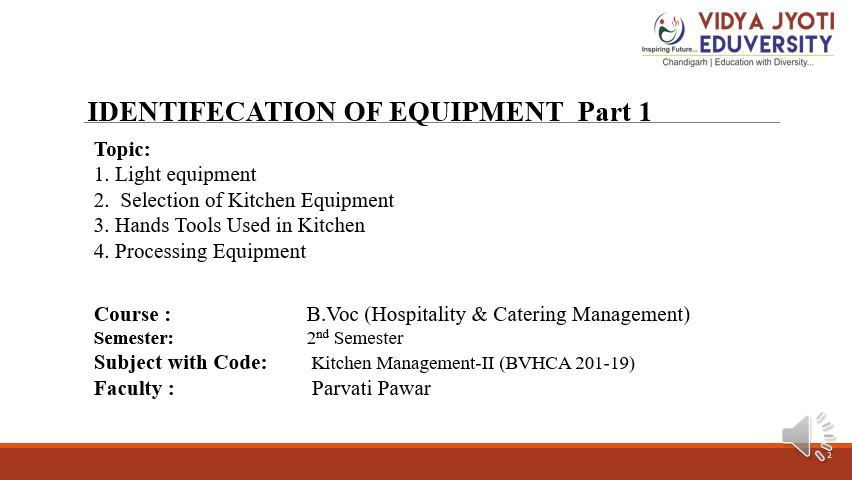 VIDYA JYOTI
EDUVERSITY
Inspiring Future...
Chandigarh | Education with Diversity...
IDENTIFECATION OF EQUIPMENT Part 1
Topic:
1. Light equipment
2. Selection of Kitchen Equipment
3. Hands Tools Used in Kitchen
4. Processing Equipment
Course : B.Voc (Hospitality & Catering Management)
Semester: 2nd Semester
Subject with Code: Kitchen Management-II (BVHCA 201-19)
Faculty : Parvati Pawar
2